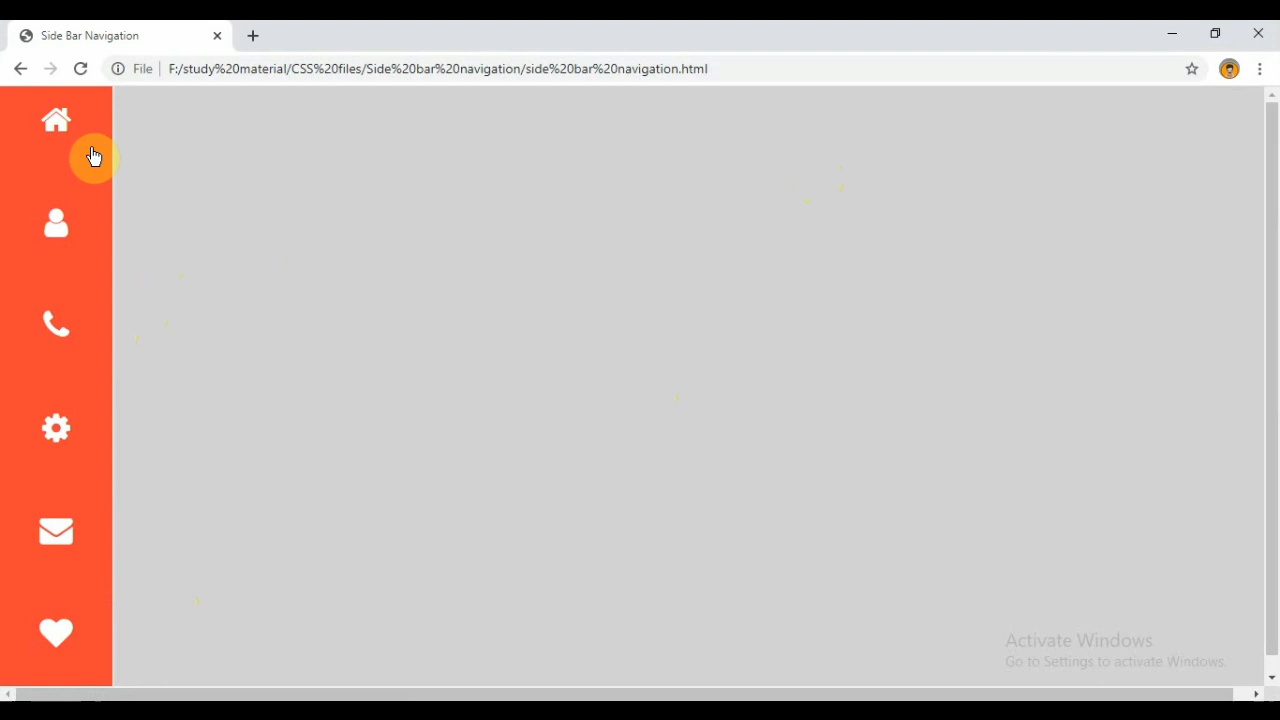 Side Bar Navigation
File
F:/study%20material/CSS%20files/Side%20bar%20navigation/side%20bar%20navigation.html
Activate Windows
Go to Settings to activate Windows.